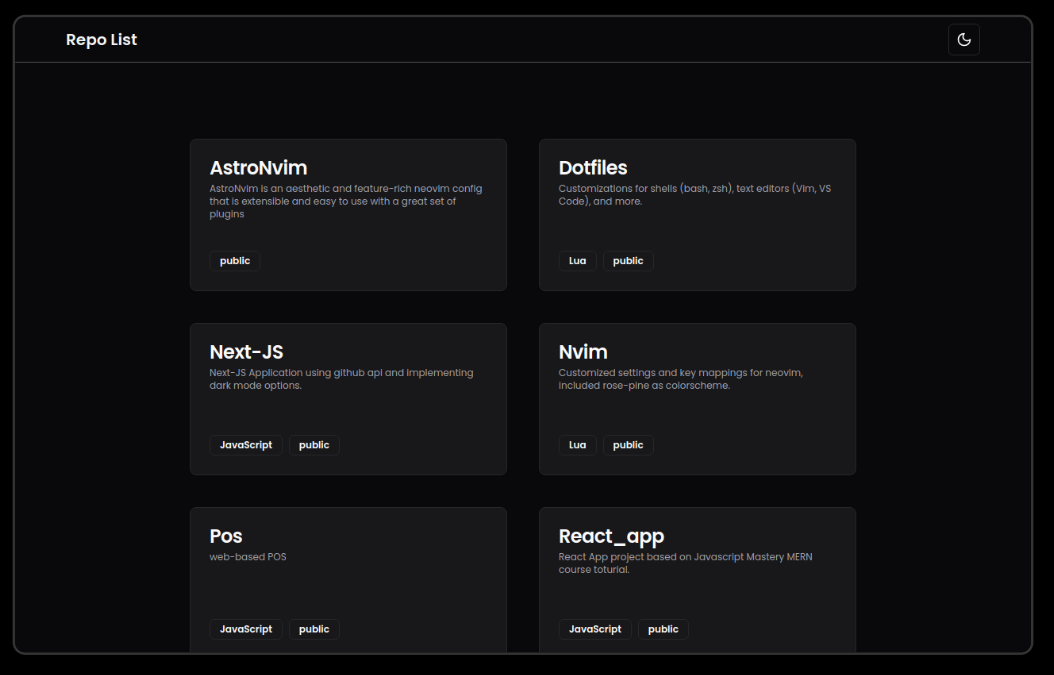 Repo List
AstroNvim
AstroNvim is an aesthetic and feature-rich neovim config
that is extensible and easy to use with a great set of
plugins
public
Dotfiles
Customizations for shells (bash, zsh), text editors (Vim, VS
Code), and more.
Lua public
Next-JS
Next-JS Application using github api and implementing
dark mode options.
JavaScript public
Nvim
Customized settings and key mappings for neovim,
included rose-pine as colorscheme.
Lua public
Pos
web-based POS
JavaScript public
React_app
React App project based on Javascript Mastery MERN
course toturial.
JavaScript public